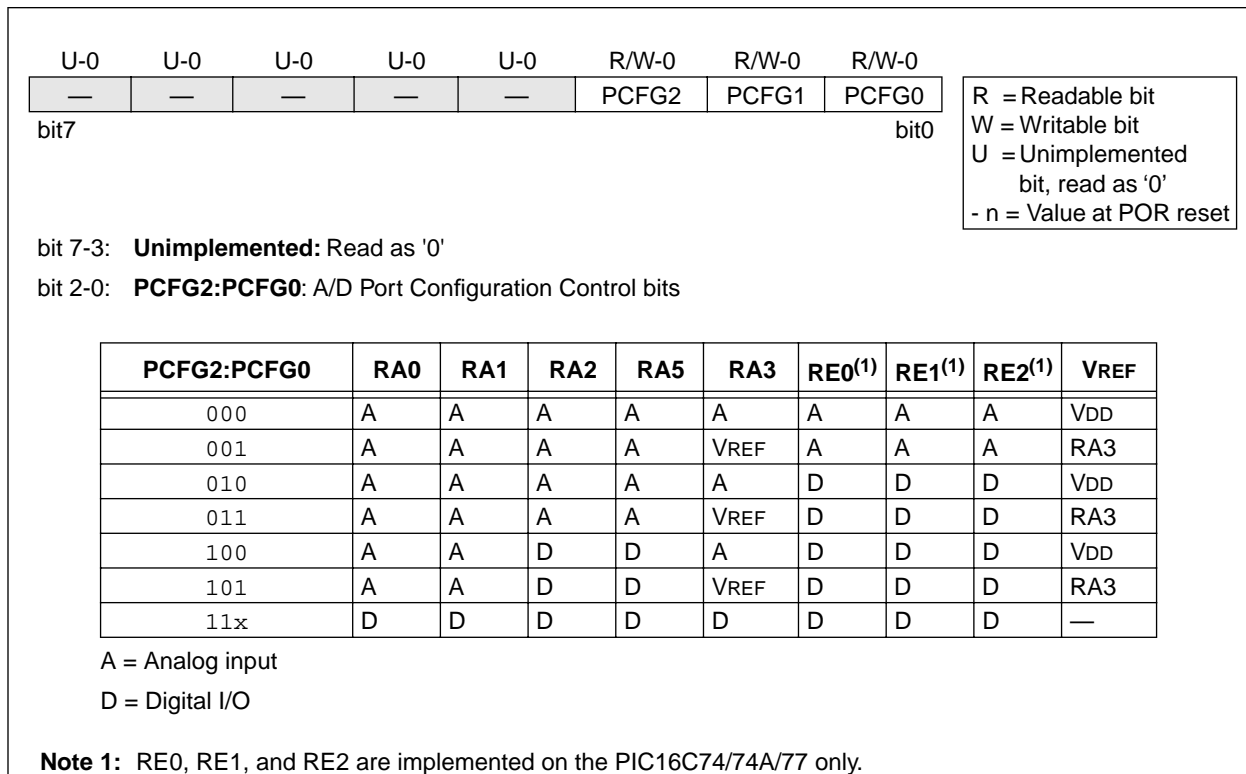 U-0 U-0 U-0 U-0 U-0 R/W-0 R/W-0 R/W-0
— — — — — PCFG2 PCFG1 PCFG0
bit7 bit0
R = Readable bit
W = Writable bit
U = Unimplemented
bit, read as ‘0’
- n = Value at POR reset
bit 7-3: Unimplemented: Read as '0'
bit 2-0: PCFG2:PCFG0: A/D Port Configuration Control bits
PCFG2:PCFG0 RA0 RA1 RA2 RA5 RA3 RE0(1) RE1(1) RE2(1) VREF
000 A A A A A A A A VDD
001 A A A A VREF A A A RA3
010 A A A A A D D D VDD
011 A A A A VREF D D D RA3
100 A A D D A D D D VDD
101 A A D D VREF D D D RA3
11x D D D D D D D D —
A = Analog input
D = Digital I/O
Note 1: RE0, RE1, and RE2 are implemented on the PIC16C74/74A/77 only.